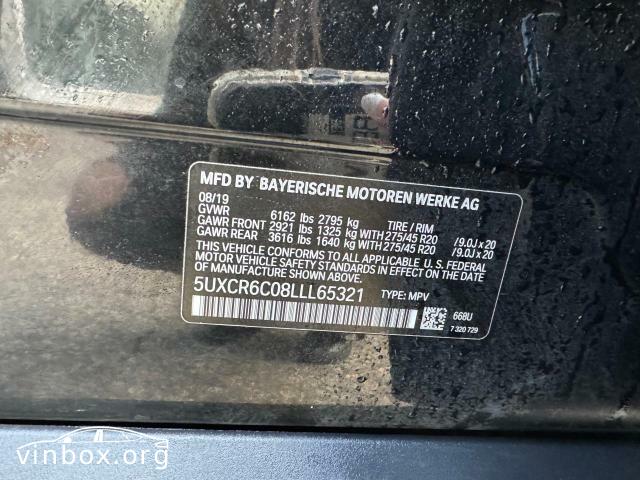 MFD BY BAYERISCHE MOTOREN WERKE AG
08/19
GVWR 6162 lbs 2795 kg TIRE / RIM
GAWR FRONT 2921 lbs 1325 kg WITH 275/45 R20 /9.0J x 20
GAWR REAR 3616 lbs 1640 kg WITH 275/45 R20 /9.0J x 20
THIS VEHICLE CONFORMS TO ALL APPLICABLE U.S. FEDERAL
MOTOR VEHICLE SAFETY STANDARDS IN EFFECT
ON THE DATE OF MANUFACTURE SHOWN ABOVE.
5UXCR6C08LLL65321 TYPE: MPV
668U
7 320 729
vinbox.org